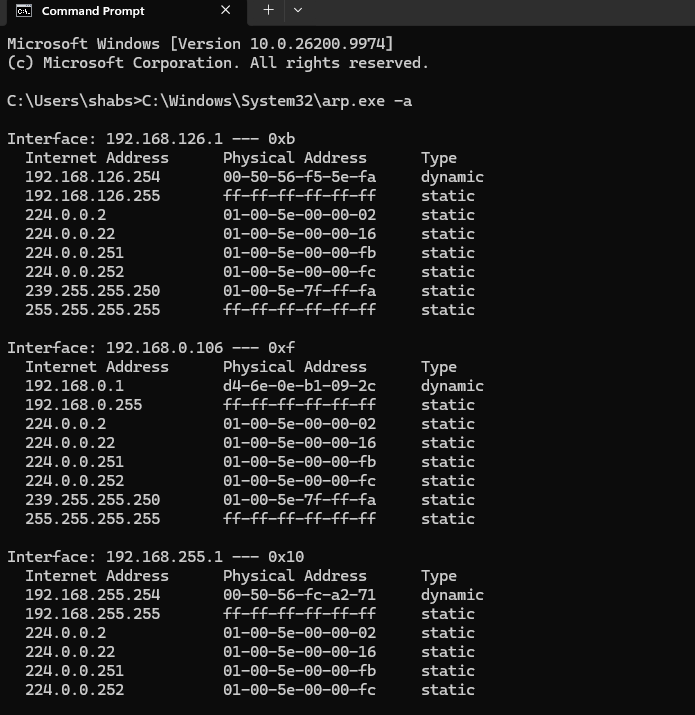 Command Prompt
Microsoft Windows [Version 10.0.26200.9974]
(c) Microsoft Corporation. All rights reserved.
C:\Users\shabs>C:\Windows\System32\arp.exe -a
Interface: 192.168.126.1 --- 0xb
  Internet Address      Physical Address      Type
  192.168.126.254       00-50-56-f5-5e-fa     dynamic
  192.168.126.255       ff-ff-ff-ff-ff-ff     static
  224.0.0.2             01-00-5e-00-00-02     static
  224.0.0.22            01-00-5e-00-00-16     static
  224.0.0.251           01-00-5e-00-00-fb     static
  224.0.0.252           01-00-5e-00-00-fc     static
  239.255.255.250       01-00-5e-7f-ff-fa     static
  255.255.255.255       ff-ff-ff-ff-ff-ff     static
Interface: 192.168.0.106 --- 0xf
  Internet Address      Physical Address      Type
  192.168.0.1           d4-6e-0e-b1-09-2c     dynamic
  192.168.0.255         ff-ff-ff-ff-ff-ff     static
  224.0.0.2             01-00-5e-00-00-02     static
  224.0.0.22            01-00-5e-00-00-16     static
  224.0.0.251           01-00-5e-00-00-fb     static
  224.0.0.252           01-00-5e-00-00-fc     static
  239.255.255.250       01-00-5e-7f-ff-fa     static
  255.255.255.255       ff-ff-ff-ff-ff-ff     static
Interface: 192.168.255.1 --- 0x10
  Internet Address      Physical Address      Type
  192.168.255.254       00-50-56-fc-a2-71     dynamic
  192.168.255.255       ff-ff-ff-ff-ff-ff     static
  224.0.0.2             01-00-5e-00-00-02     static
  224.0.0.22            01-00-5e-00-00-16     static
  224.0.0.251           01-00-5e-00-00-fb     static
  224.0.0.252           01-00-5e-00-00-fc     static